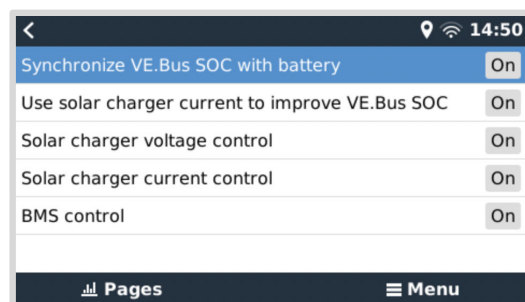 14:50
Synchronize VE.Bus SOC with battery On
Use solar charger current to improve VE.Bus SOC On
Solar charger voltage control On
Solar charger current control On
BMS control On
Pages Menu